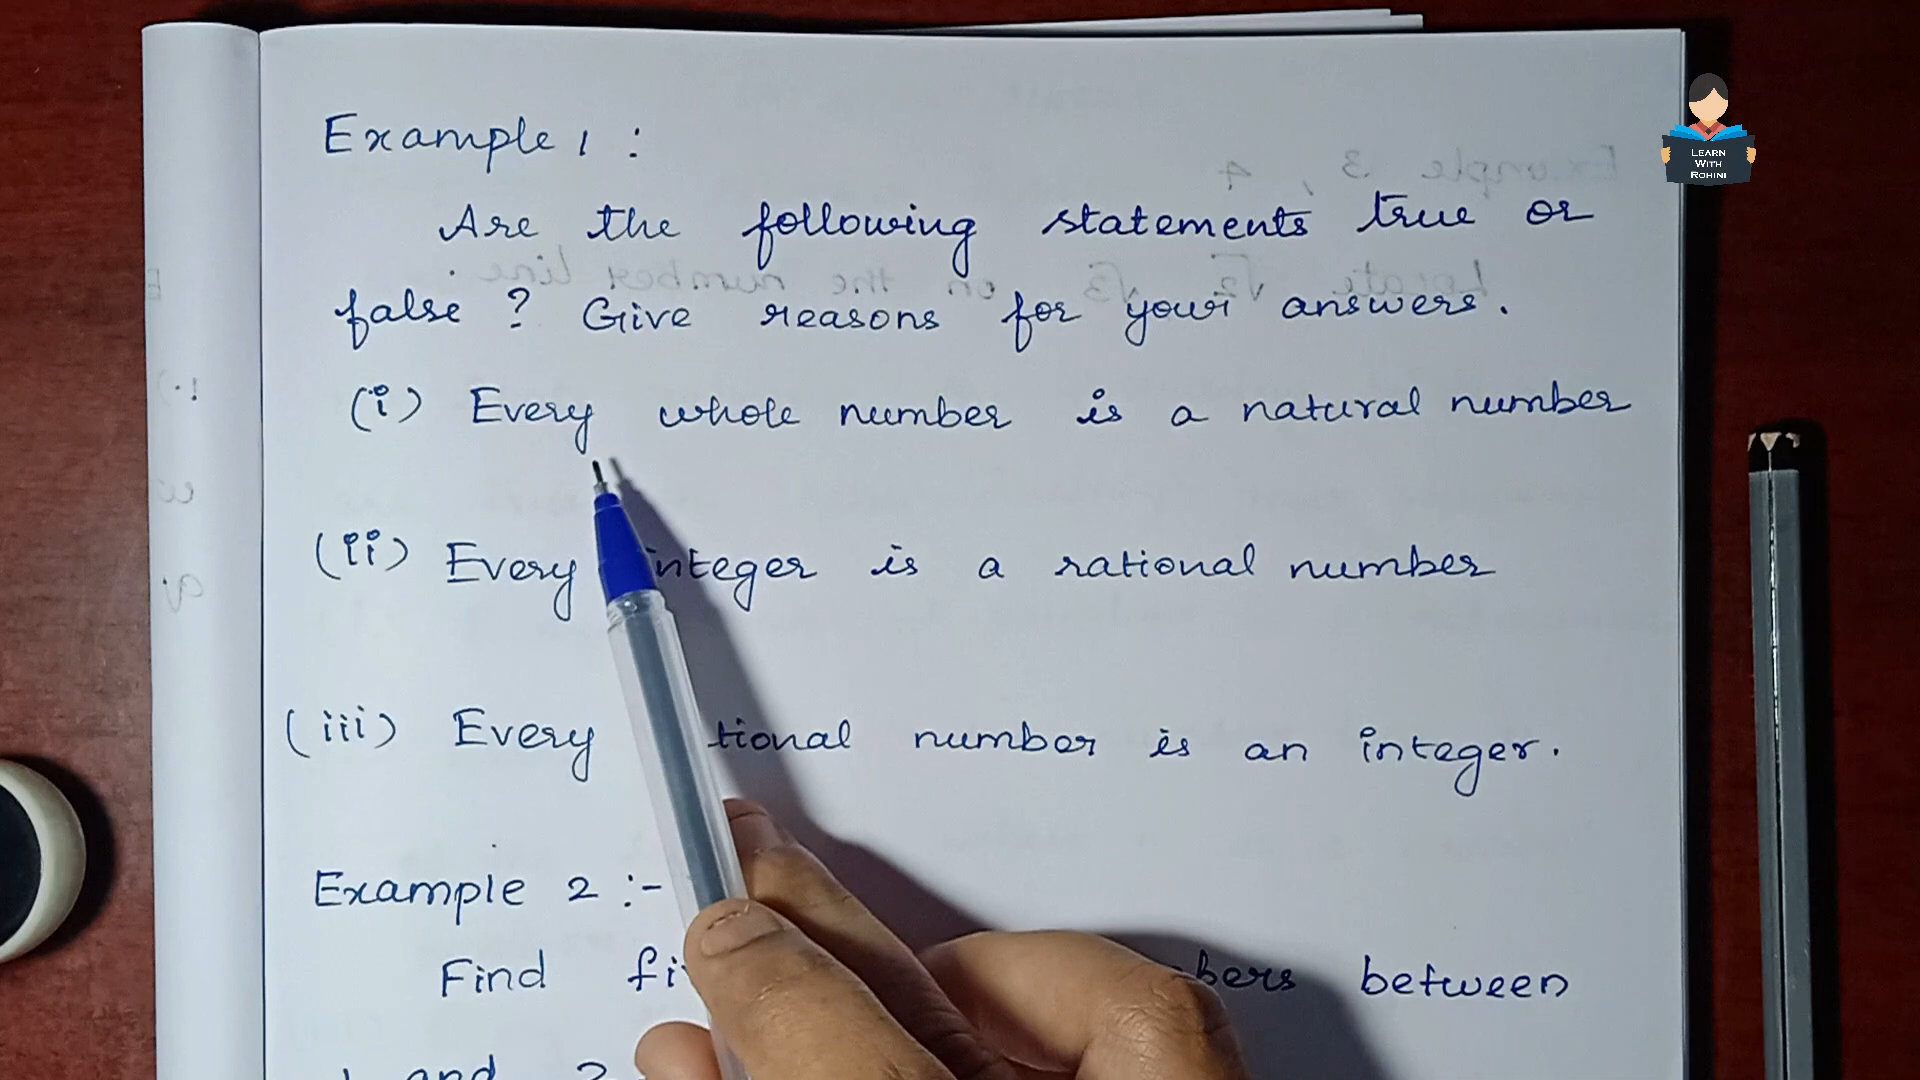 Example 1 :
Are the following statements true or
false ? Give reasons for your answers.
(i) Every whole number is a natural number
(ii) Every integer is a rational number
(iii) Every tional number is an integer.
Example 2 :-
Find between
and
LEARN
WITH
ROHINI